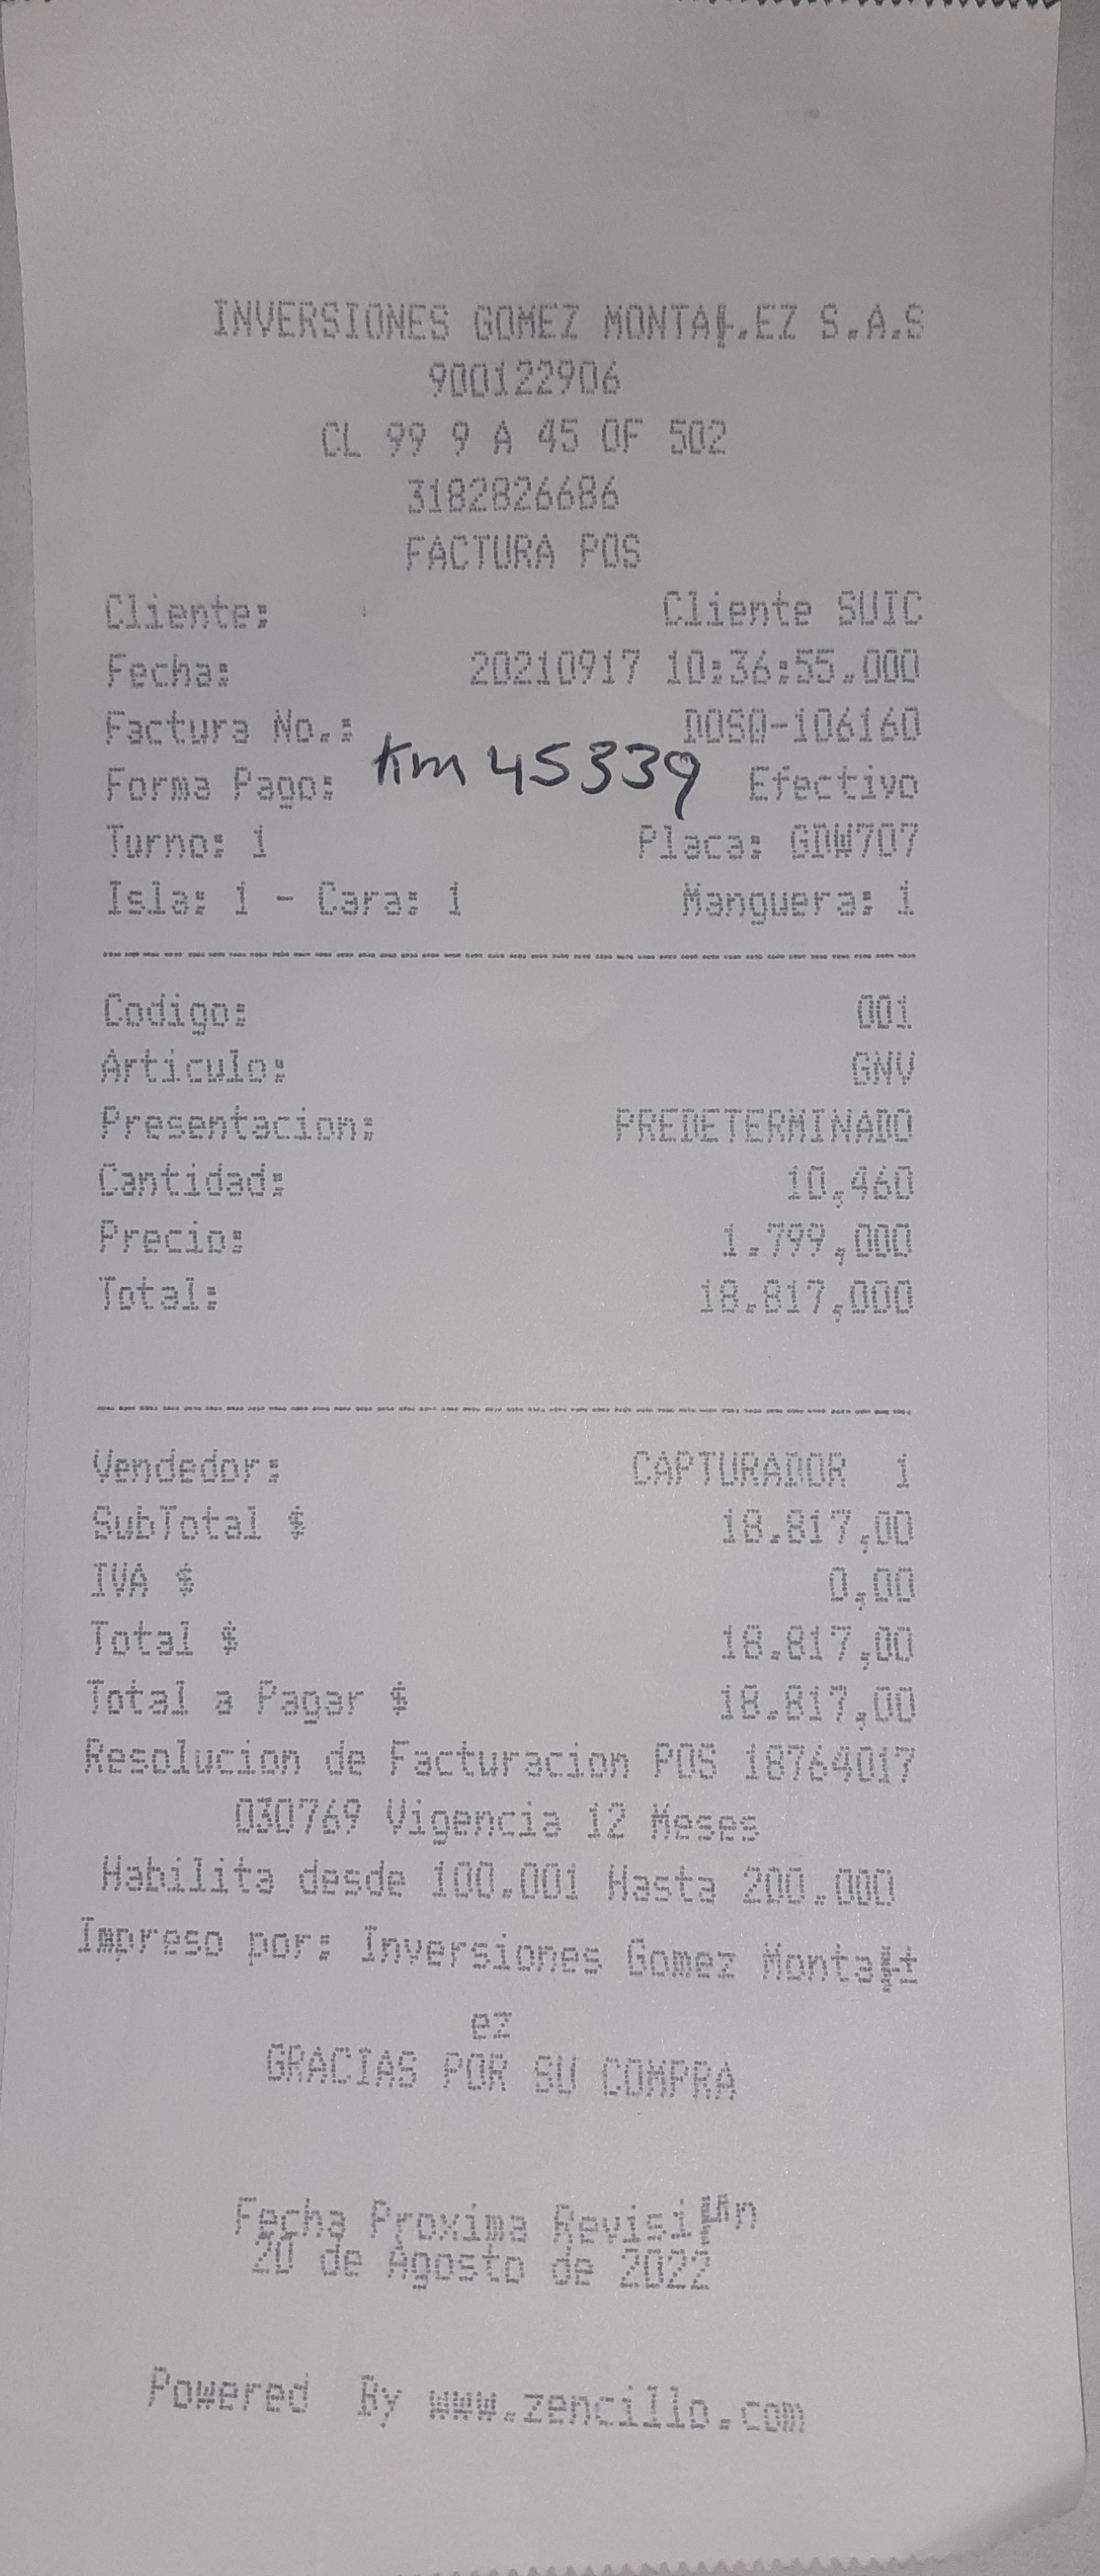 INVERSIONES GOMEZ MONTA .EZ S.A.S
900122906
CL 99 9 A 45 OF 502
3182826686
FACTURA POS
Cliente: Cliente SUIC
Fecha: 20210917 10:36:55.000
Factura No.: DOSQ-106160
Km 45339
Forma Pago: Efectivo
Turno: 1 Placa: GDW707
Isla: 1 - Cara: 1 Manguera: 1
Codigo: 001
Articulo: GNV
Presentacion: PREDETERMINADO
Cantidad: 10,460
Precio: 1.799,000
Total: 18.817,000
Vendedor: CAPTURADOR 1
SubTotal $ 18.817,00
IVA $ 0,00
Total $ 18.817,00
Total a Pagar $ 18.817,00
Resolucion de Facturacion POS 18764017
030769 Vigencia 12 Meses
Habilita desde 100.001 Hasta 200.000
Impreso por: Inversiones Gomez Monta├±
ez
GRACIAS POR SU COMPRA
Fecha Proxima Revisi├│n
20 de Agosto de 2022
Powered By www.zencillo.com